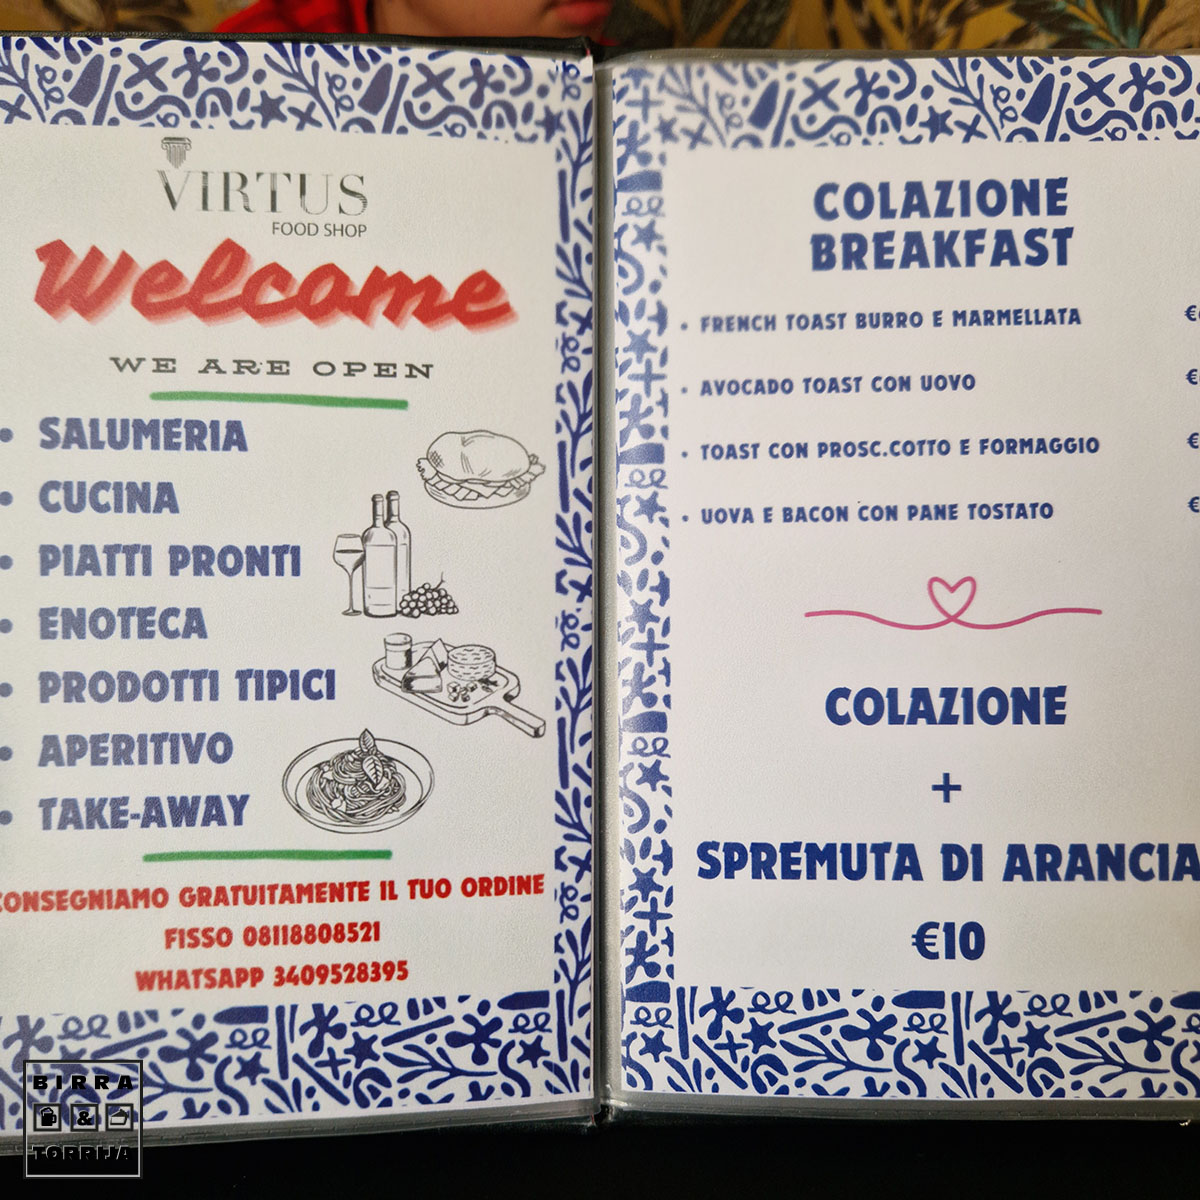 VIRTUS
FOOD SHOP
Welcome
WE ARE OPEN
• SALUMERIA
• CUCINA
• PIATTI PRONTI
• ENOTECA
• PRODOTTI TIPICI
• APERITIVO
• TAKE-AWAY
CONSEGNIAMO GRATUITAMENTE IL TUO ORDINE
FISSO 08118808521
WHATSAPP 3409528395
COLAZIONE
BREAKFAST
• FRENCH TOAST BURRO E MARMELLATA €
• AVOCADO TOAST CON UOVO €
• TOAST CON PROSC.COTTO E FORMAGGIO €
• UOVA E BACON CON PANE TOSTATO €
COLAZIONE
+
SPREMUTA DI ARANCIA
€10
BIRRA
&
TORRIJA